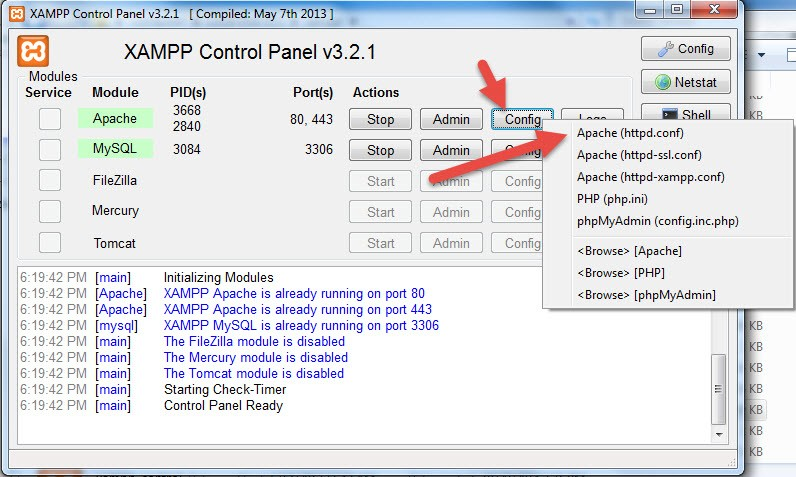 XAMPP Control Panel v3.2.1 [ Compiled: May 7th 2013 ]
XAMPP Control Panel v3.2.1
Config
Modules
Service Module PID(s) Port(s) Actions
Netstat
Apache 3668 2840 80, 443 Stop Admin Config Logs
Shell
MySQL 3084 3306 Stop Admin Config
FileZilla Start Admin Config
Mercury Start Admin Config
Tomcat Start Admin Config
Apache (httpd.conf)
Apache (httpd-ssl.conf)
Apache (httpd-xampp.conf)
PHP (php.ini)
phpMyAdmin (config.inc.php)
<Browse> [Apache]
<Browse> [PHP]
<Browse> [phpMyAdmin]
6:19:42 PM [main] Initializing Modules
6:19:42 PM [Apache] XAMPP Apache is already running on port 80
6:19:42 PM [Apache] XAMPP Apache is already running on port 443
6:19:42 PM [mysql] XAMPP MySQL is already running on port 3306
6:19:42 PM [main] The FileZilla module is disabled
6:19:42 PM [main] The Mercury module is disabled
6:19:42 PM [main] The Tomcat module is disabled
6:19:42 PM [main] Starting Check-Timer
6:19:42 PM [main] Control Panel Ready
KB
KB
KB
KB
KB
KB
KB